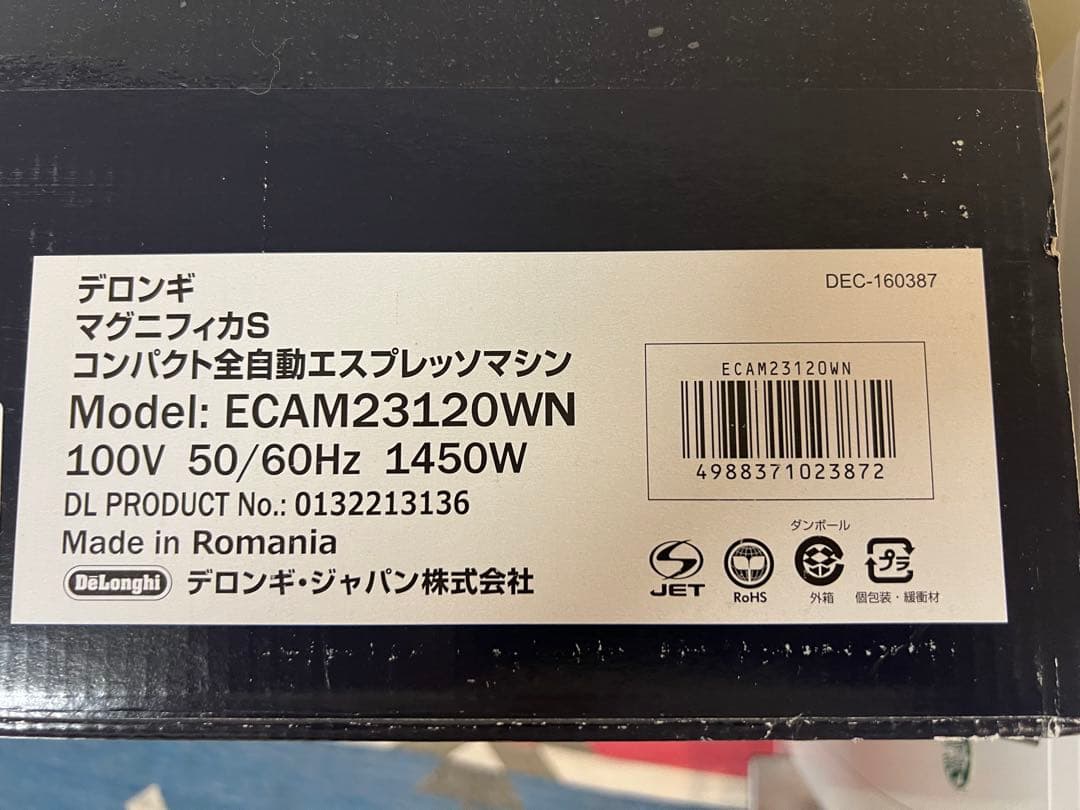 デロンギ
マグニフィカS
コンパクト全自動エスプレッソマシン
Model: ECAM23120WN
100V 50/60Hz 1450W
DL PRODUCT No.: 0132213136
Made in Romania
DeLonghi デロンギ・ジャパン株式会社
DEC-160387
ECAM23120WN
4988371023872
JET
RoHS
ダンボール
外箱
プラ
個包装・緩衝材